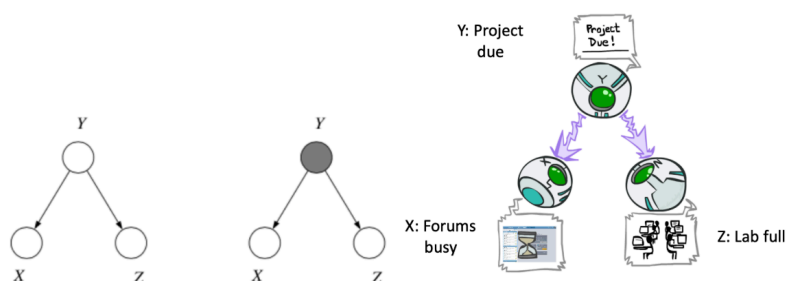 Y
X
Z
Y
X
Z
Y: Project
due
Project
Due!
Y
X: Forums
busy
Z: Lab full